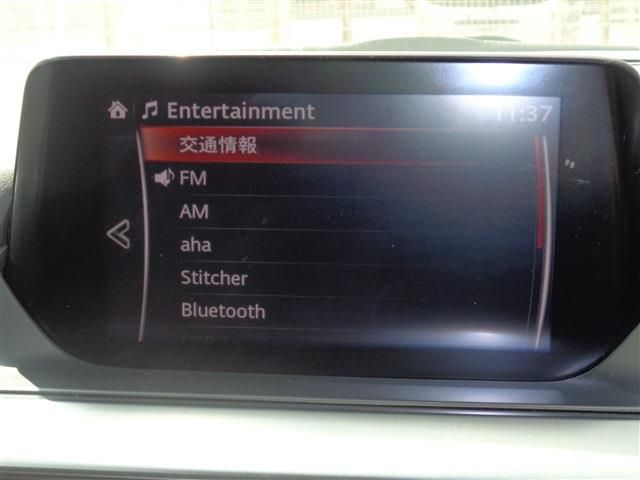 Entertainment 11:37
交通情報
FM
AM
aha
Stitcher
Bluetooth